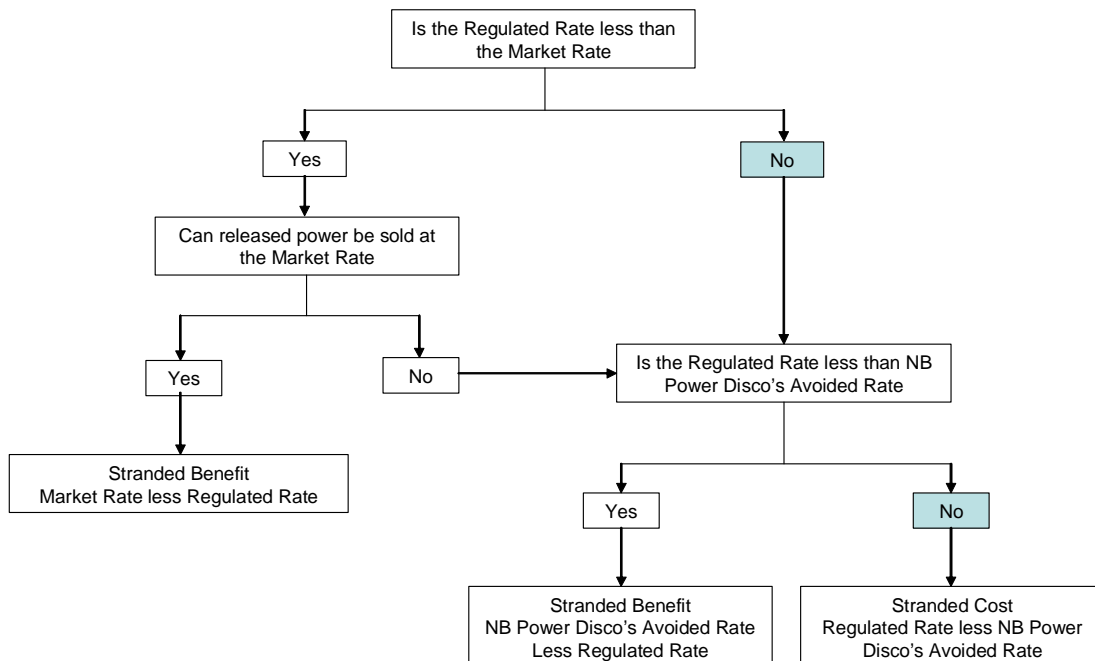 Is the Regulated Rate less than
the Market Rate
Yes
No
Can released power be sold at
the Market Rate
Yes
No
Is the Regulated Rate less than NB
Power Disco’s Avoided Rate
Stranded Benefit
Market Rate less Regulated Rate
Yes
No
Stranded Benefit
NB Power Disco’s Avoided Rate
Less Regulated Rate
Stranded Cost
Regulated Rate less NB Power
Disco’s Avoided Rate